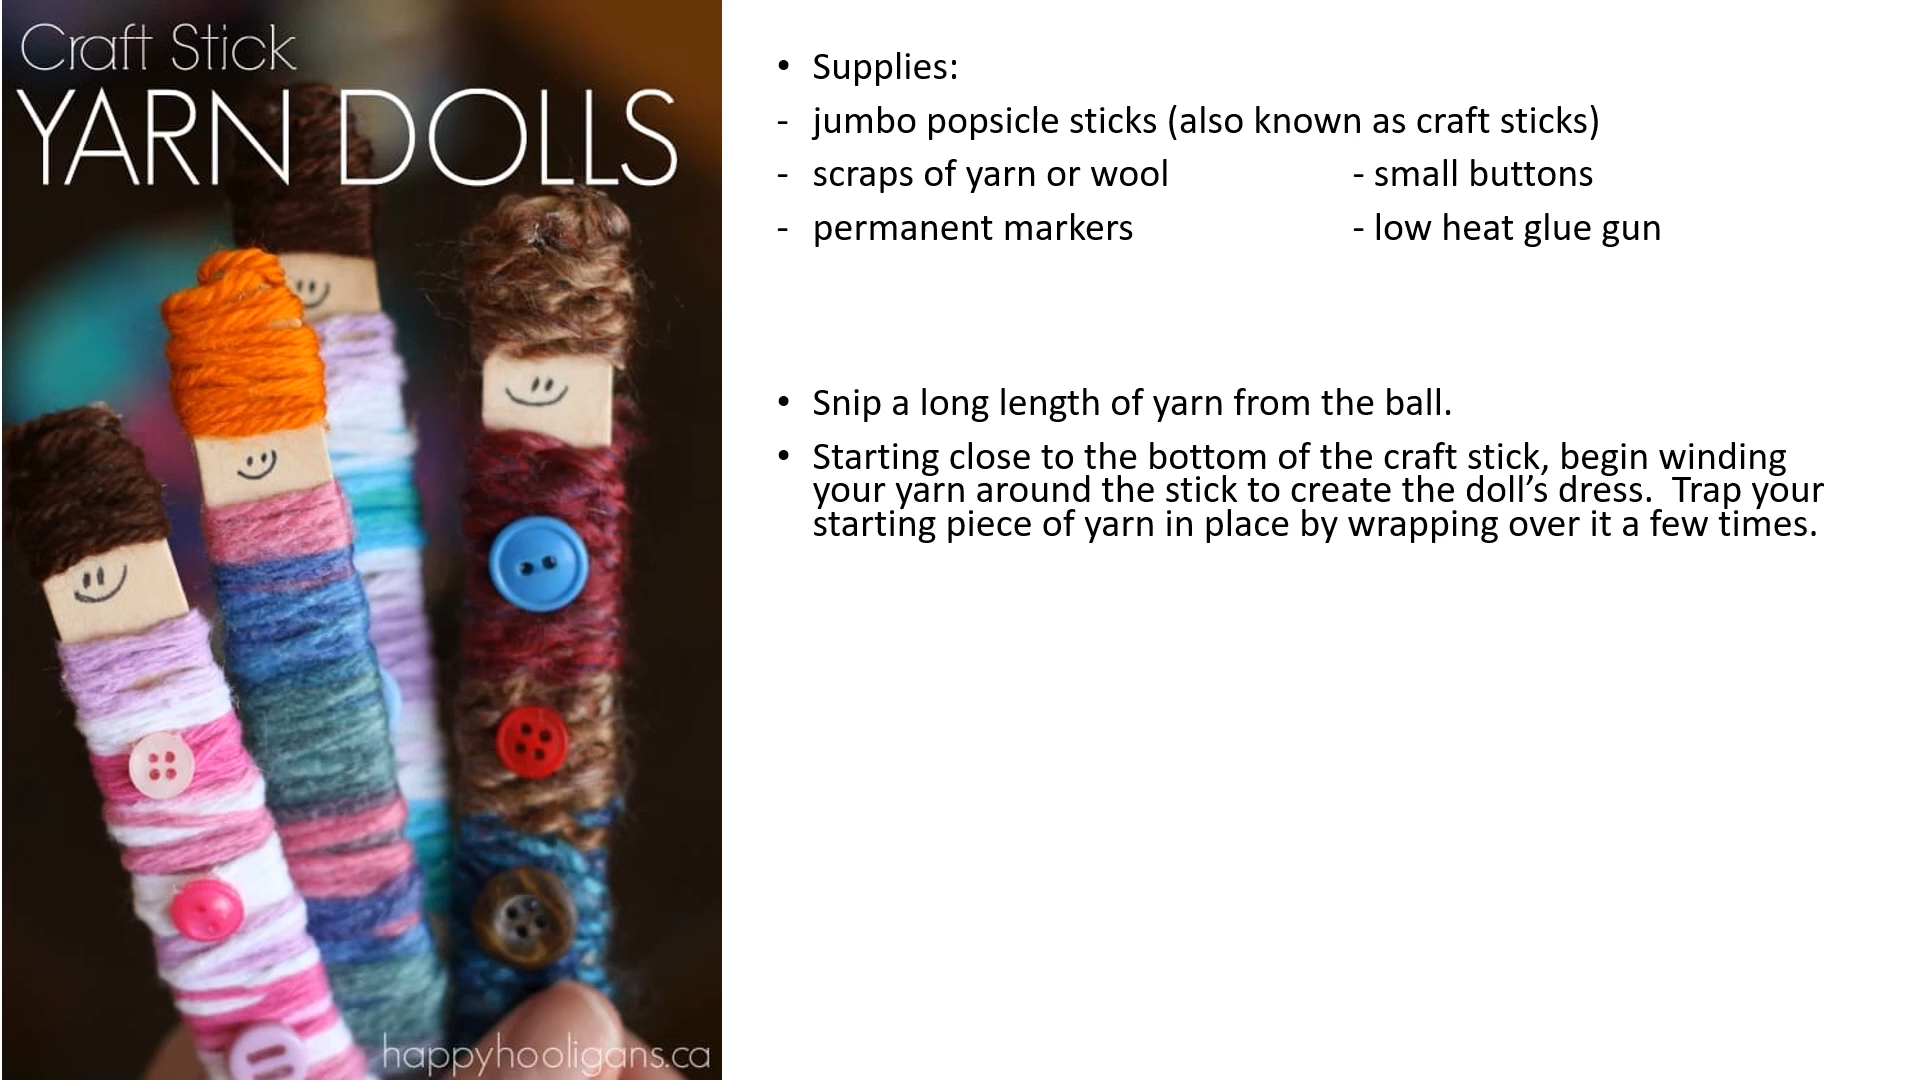 Craft Stick
YARN DOLLS
happyhooligans.ca
• Supplies:
- jumbo popsicle sticks (also known as craft sticks)
- scraps of yarn or wool - small buttons
- permanent markers - low heat glue gun
• Snip a long length of yarn from the ball.
• Starting close to the bottom of the craft stick, begin winding
your yarn around the stick to create the doll’s dress.  Trap your
starting piece of yarn in place by wrapping over it a few times.